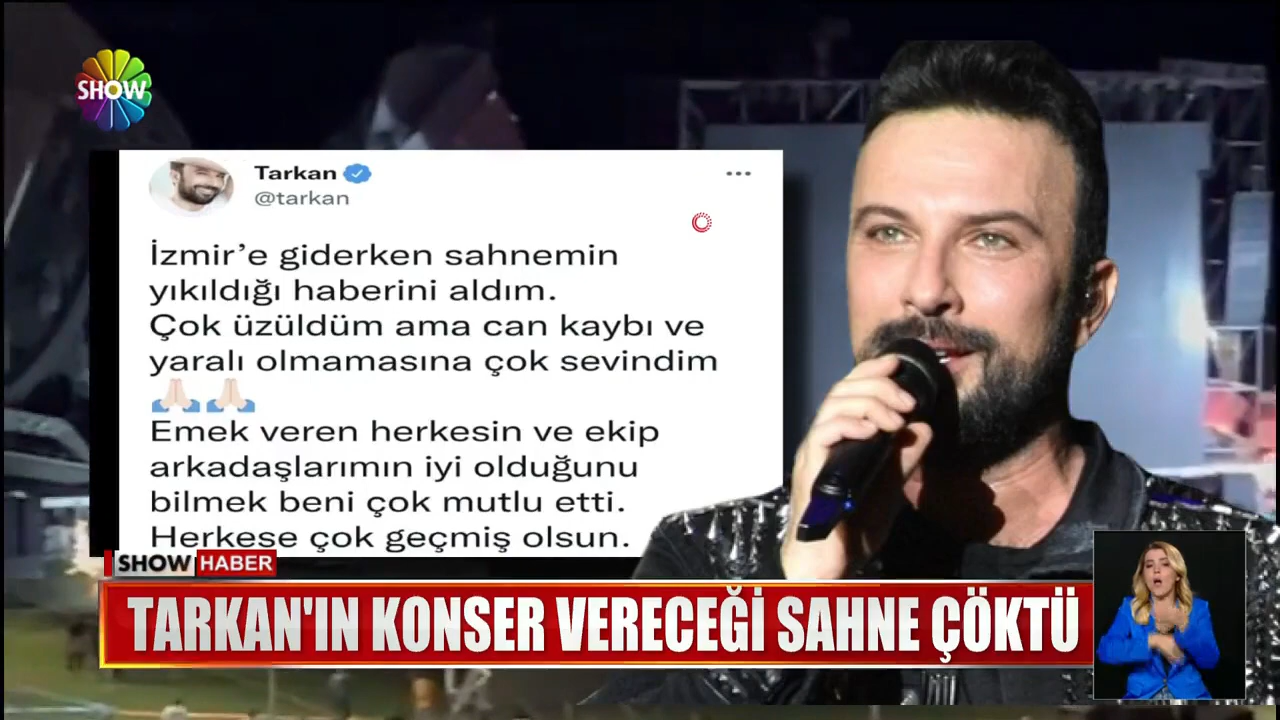 SHOW
Tarkan
@tarkan
İzmir’e giderken sahnemin
yıkıldığı haberini aldım.
Çok üzüldüm ama can kaybı ve
yaralı olmamasına çok sevindim
🙏🏻🙏🏻
Emek veren herkesin ve ekip
arkadaşlarımın iyi olduğunu
bilmek beni çok mutlu etti.
Herkese çok geçmiş olsun.
SHOW HABER
TARKAN'IN KONSER VERECEĞİ SAHNE ÇÖKTÜ